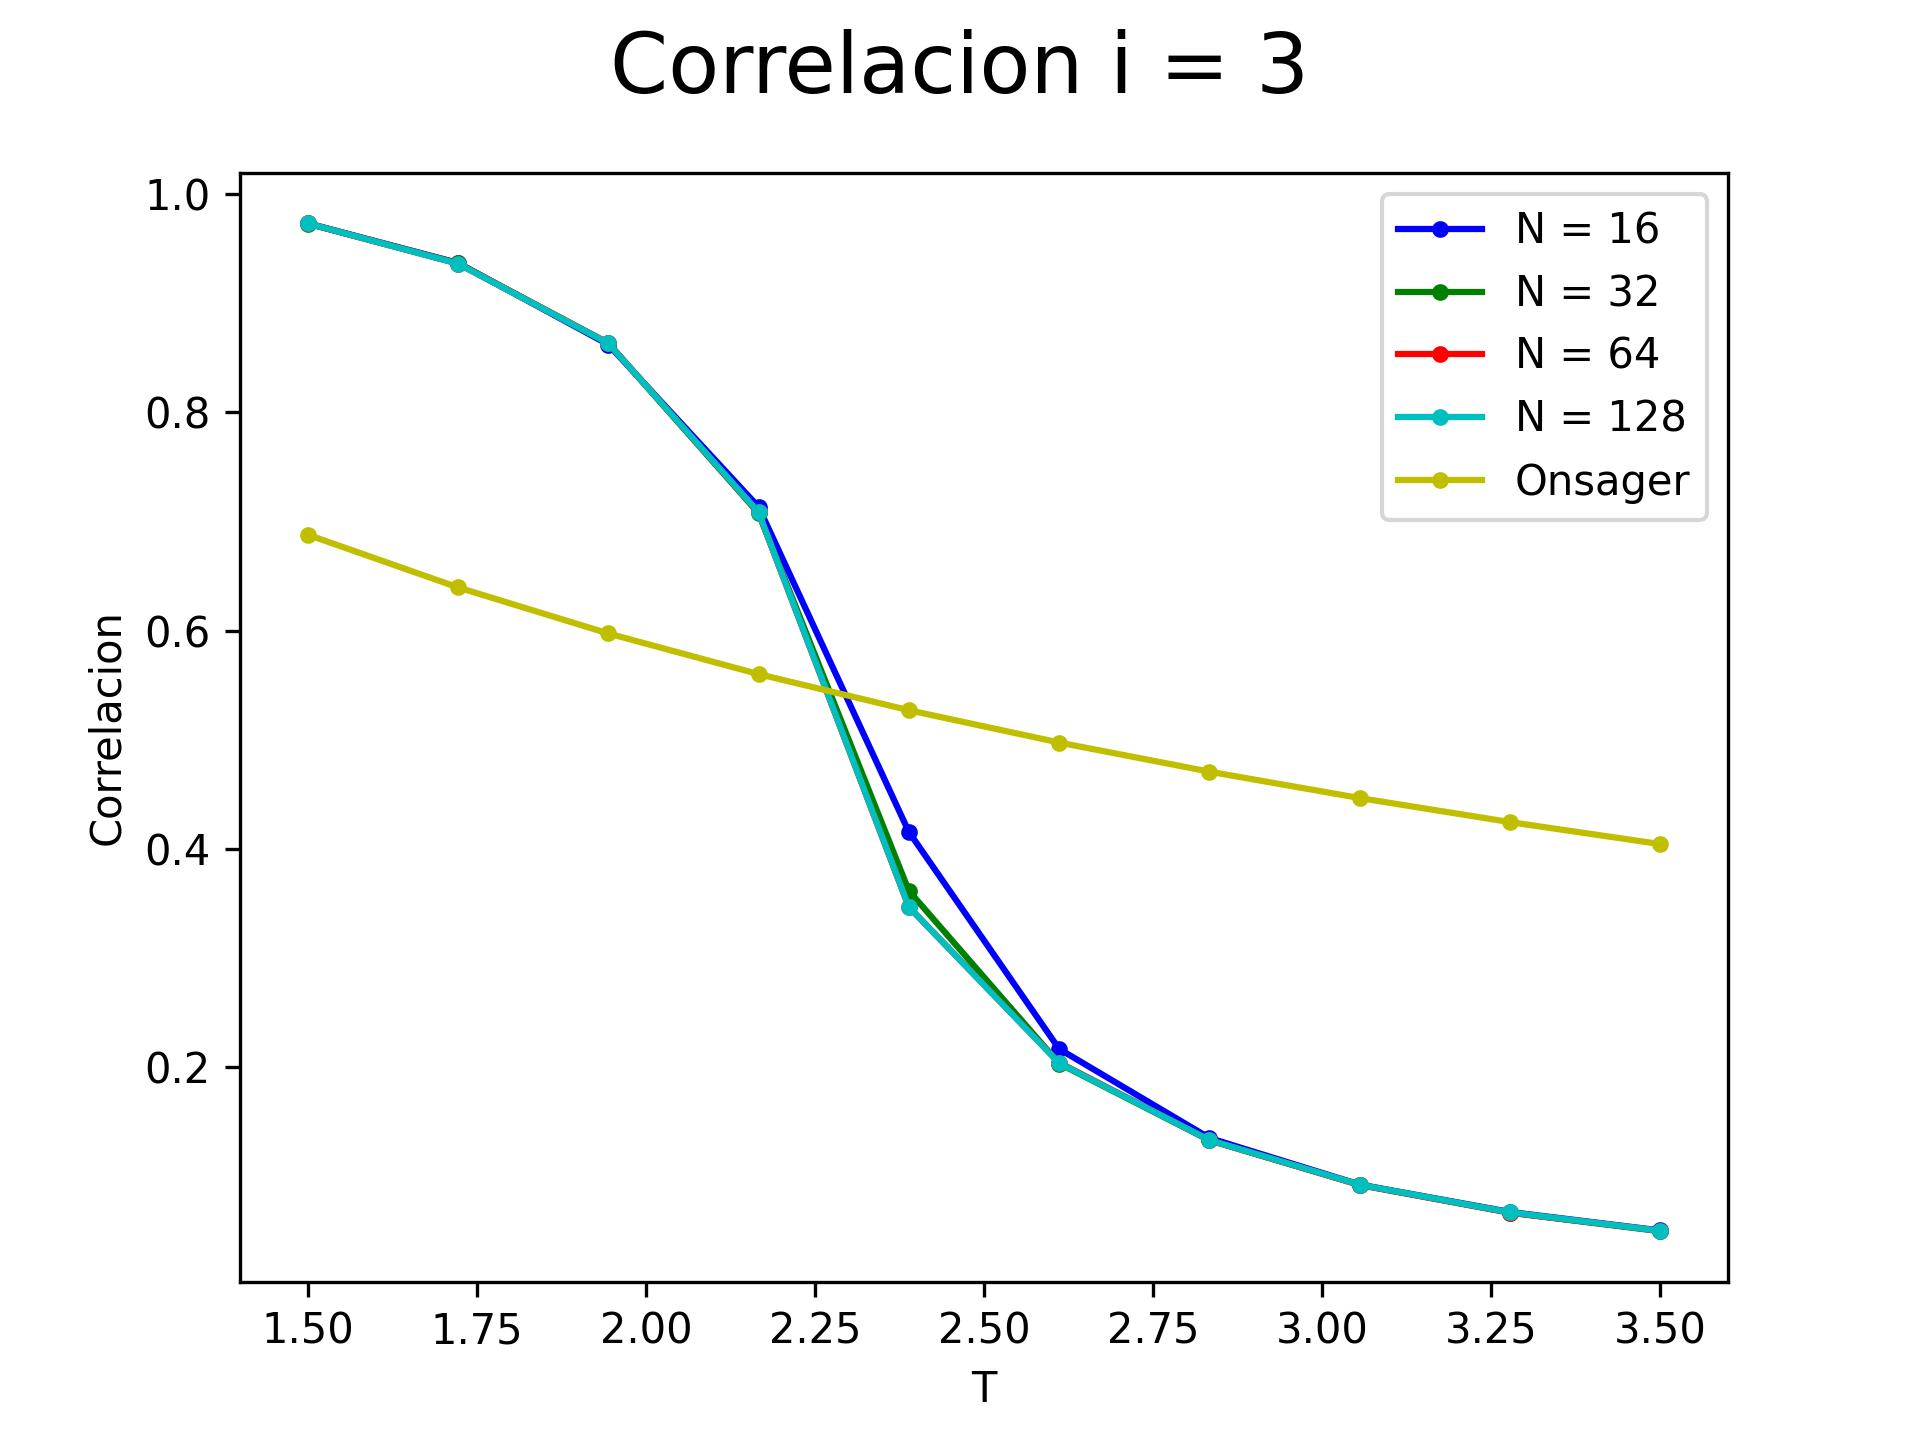 Correlacion i = 3
1.0
0.8
0.6
0.4
0.2
Correlacion
N = 16
N = 32
N = 64
N = 128
Onsager
1.50 1.75 2.00 2.25 2.50 2.75 3.00 3.25 3.50
T